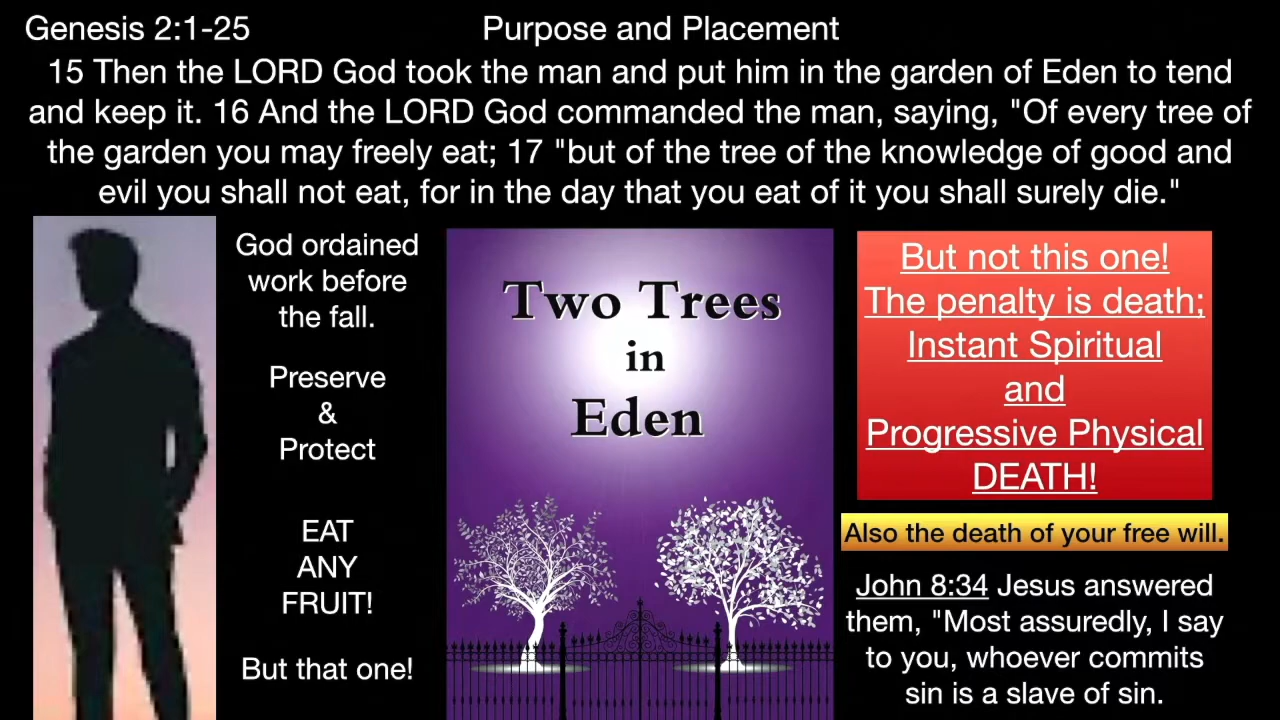 Genesis 2:1-25
Purpose and Placement
15 Then the LORD God took the man and put him in the garden of Eden to tend
and keep it. 16 And the LORD God commanded the man, saying, "Of every tree of
the garden you may freely eat; 17 "but of the tree of the knowledge of good and
evil you shall not eat, for in the day that you eat of it you shall surely die."
God ordained
work before
the fall.
Preserve
&
Protect
EAT
ANY
FRUIT!
But that one!
Two Trees
in
Eden
But not this one!
The penalty is death;
Instant Spiritual
and
Progressive Physical
DEATH!
Also the death of your free will.
John 8:34 Jesus answered
them, "Most assuredly, I say
to you, whoever commits
sin is a slave of sin.